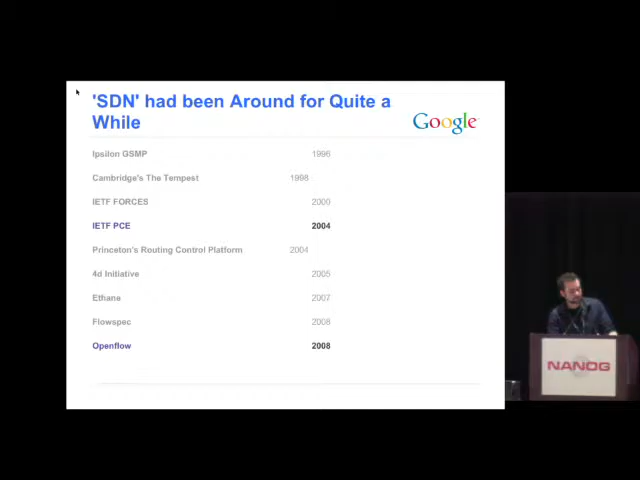 'SDN' had been Around for Quite a
While
Google
Ipsilon GSMP 1996
Cambridge's The Tempest 1998
IETF FORCES 2000
IETF PCE 2004
Princeton's Routing Control Platform 2004
4d Initiative 2005
Ethane 2007
Flowspec 2008
Openflow 2008
NANOG